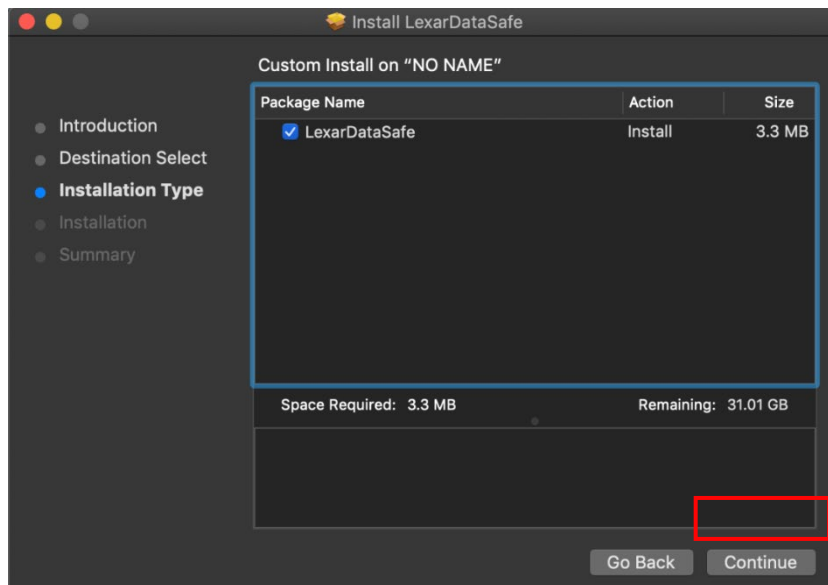 Install LexarDataSafe
Custom Install on “NO NAME”
Introduction
Destination Select
Installation Type
Installation
Summary
Package Name Action Size
LexarDataSafe Install 3.3 MB
Space Required: 3.3 MB Remaining: 31.01 GB
Go Back Continue